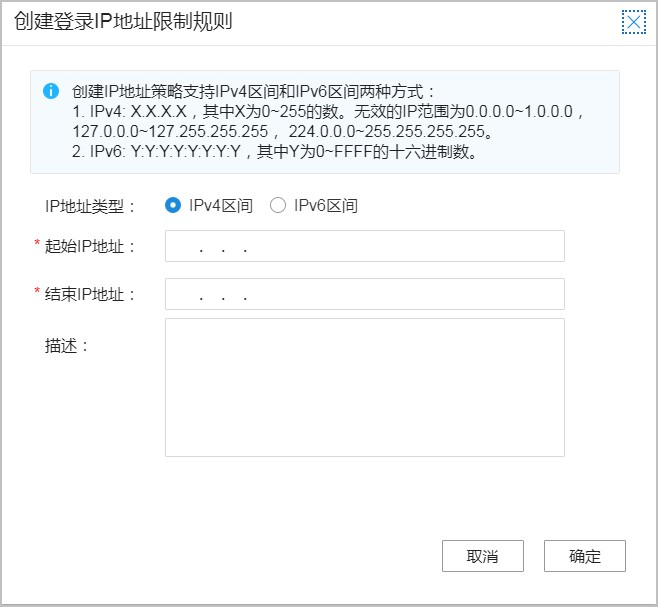 创建登录IP地址限制规则
创建IP地址策略支持IPv4区间和IPv6区间两种方式：
1. IPv4: X.X.X.X，其中X为0~255的数。无效的IP范围为0.0.0.0~1.0.0.0，
127.0.0.0~127.255.255.255， 224.0.0.0~255.255.255.255。
2. IPv6: Y:Y:Y:Y:Y:Y:Y:Y，其中Y为0~FFFF的十六进制数。
IP地址类型： IPv4区间 IPv6区间
* 起始IP地址： . . .
* 结束IP地址： . . .
描述：
取消 确定